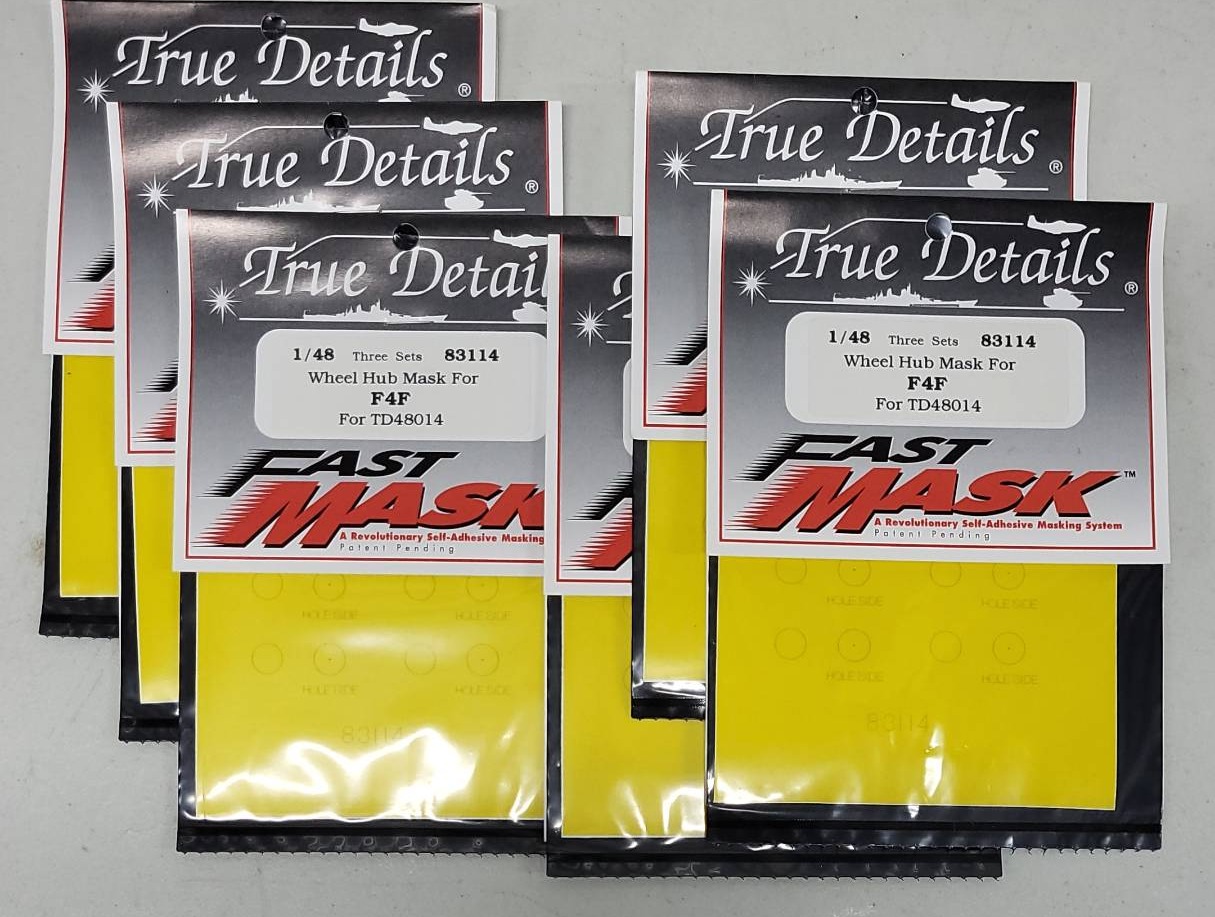 True Details ®
True Details ®
True Detail
1/48 Three Sets 83114
Wheel Hub Mask For
F4F
For TD48014
FAST
MASK
A Revolutionary Self-Adhesive Masking
Patent Pending
HOLE SIDE HOLE SIDE
HOLE SIDE HOLE SIDE
83114
True Details ®
True Details ®
1/48 Three Sets 83114
Wheel Hub Mask For
F4F
For TD48014
FAST
MASK ™
A Revolutionary Self-Adhesive Masking System
Patent Pending
HOLE SIDE HOLE SIDE
HOLE SIDE HOLE SIDE
83114